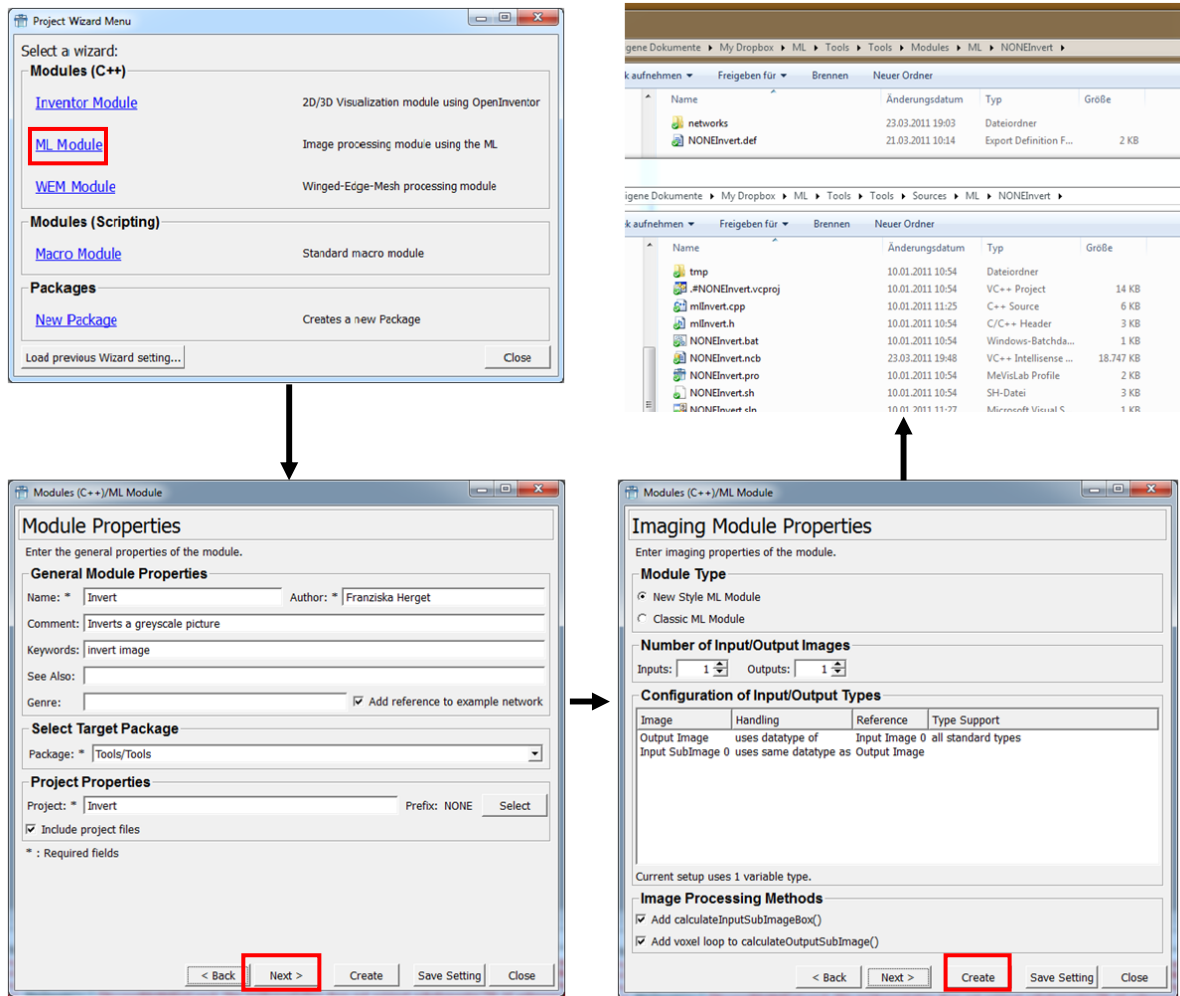 Project Wizard Menu
Select a wizard:
Modules (C++)
Inventor Module 2D/3D Visualization module using OpenInventor
ML Module Image processing module using the ML
WEM Module Winged-Edge-Mesh processing module
Modules (Scripting)
Macro Module Standard macro module
Packages
New Package Creates a new Package
Load previous Wizard setting... Close
gene Dokumente ▸ My Dropbox ▸ ML ▸ Tools ▸ Tools ▸ Modules ▸ ML ▸ NONEInvert ▸
k aufnehmen Freigeben für Brennen Neuer Ordner
Name Änderungsdatum Typ Größe
networks 23.03.2011 19:03 Dateiordner
NONEInvert.def 21.03.2011 10:14 Export Definition F... 2 KB
igene Dokumente ▸ My Dropbox ▸ ML ▸ Tools ▸ Tools ▸ Sources ▸ ML ▸ NONEInvert ▸
k aufnehmen Freigeben für Brennen Neuer Ordner
Name Änderungsdatum Typ Größe
tmp 10.01.2011 10:54 Dateiordner
.#NONEInvert.vcproj 10.01.2011 10:54 VC++ Project 14 KB
mlInvert.cpp 10.01.2011 11:25 C++ Source 6 KB
mlInvert.h 10.01.2011 10:54 C/C++ Header 3 KB
NONEInvert.bat 10.01.2011 10:54 Windows-Batchda... 1 KB
NONEInvert.ncb 23.03.2011 19:48 VC++ Intellisense ... 18.747 KB
NONEInvert.pro 10.01.2011 10:54 MeVisLab Profile 2 KB
NONEInvert.sh 10.01.2011 10:54 SH-Datei 3 KB
NONEInvert.sln 10.01.2011 11:27 Microsoft Visual S... 1 KB
Modules (C++)/ML Module
Module Properties
Enter the general properties of the module.
General Module Properties
Name: * Invert Author: * Franziska Herget
Comment: Inverts a greyscale picture
Keywords: invert image
See Also:
Genre: Add reference to example network
Select Target Package
Package: * Tools/Tools
Project Properties
Project: * Invert Prefix: NONE Select
Include project files
* : Required fields
< Back Next > Create Save Setting Close
Modules (C++)/ML Module
Imaging Module Properties
Enter imaging properties of the module.
Module Type
New Style ML Module
Classic ML Module
Number of Input/Output Images
Inputs: 1 Outputs: 1
Configuration of Input/Output Types
Image Handling Reference Type Support
Output Image uses datatype of Input Image 0 all standard types
Input SubImage 0 uses same datatype as Output Image
Current setup uses 1 variable type.
Image Processing Methods
Add calculateInputSubImageBox()
Add voxel loop to calculateOutputSubImage()
< Back Next > Create Save Setting Close